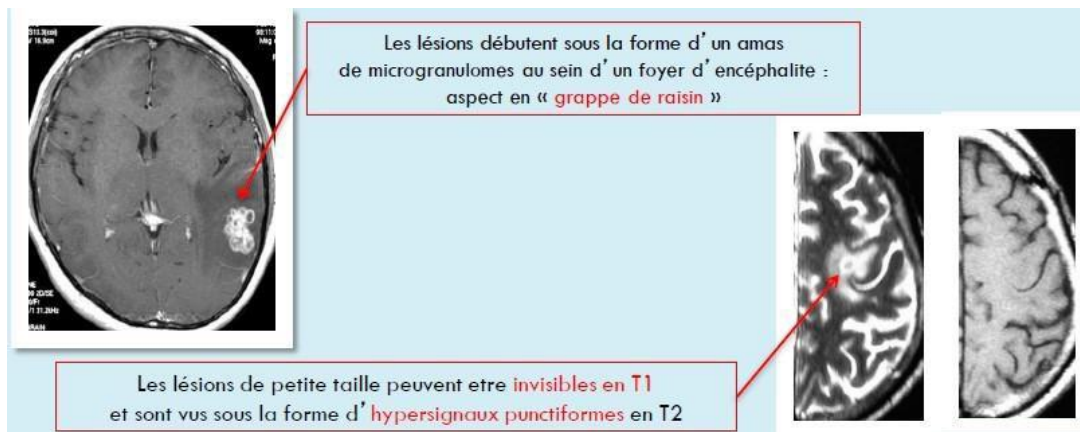 Les lésions débutent sous la forme d'un amas
de microgranulomes au sein d'un foyer d'encéphalite :
aspect en « grappe de raisin »
Les lésions de petite taille peuvent etre invisibles en T1
et sont vus sous la forme d'hypersignaux punctiformes en T2